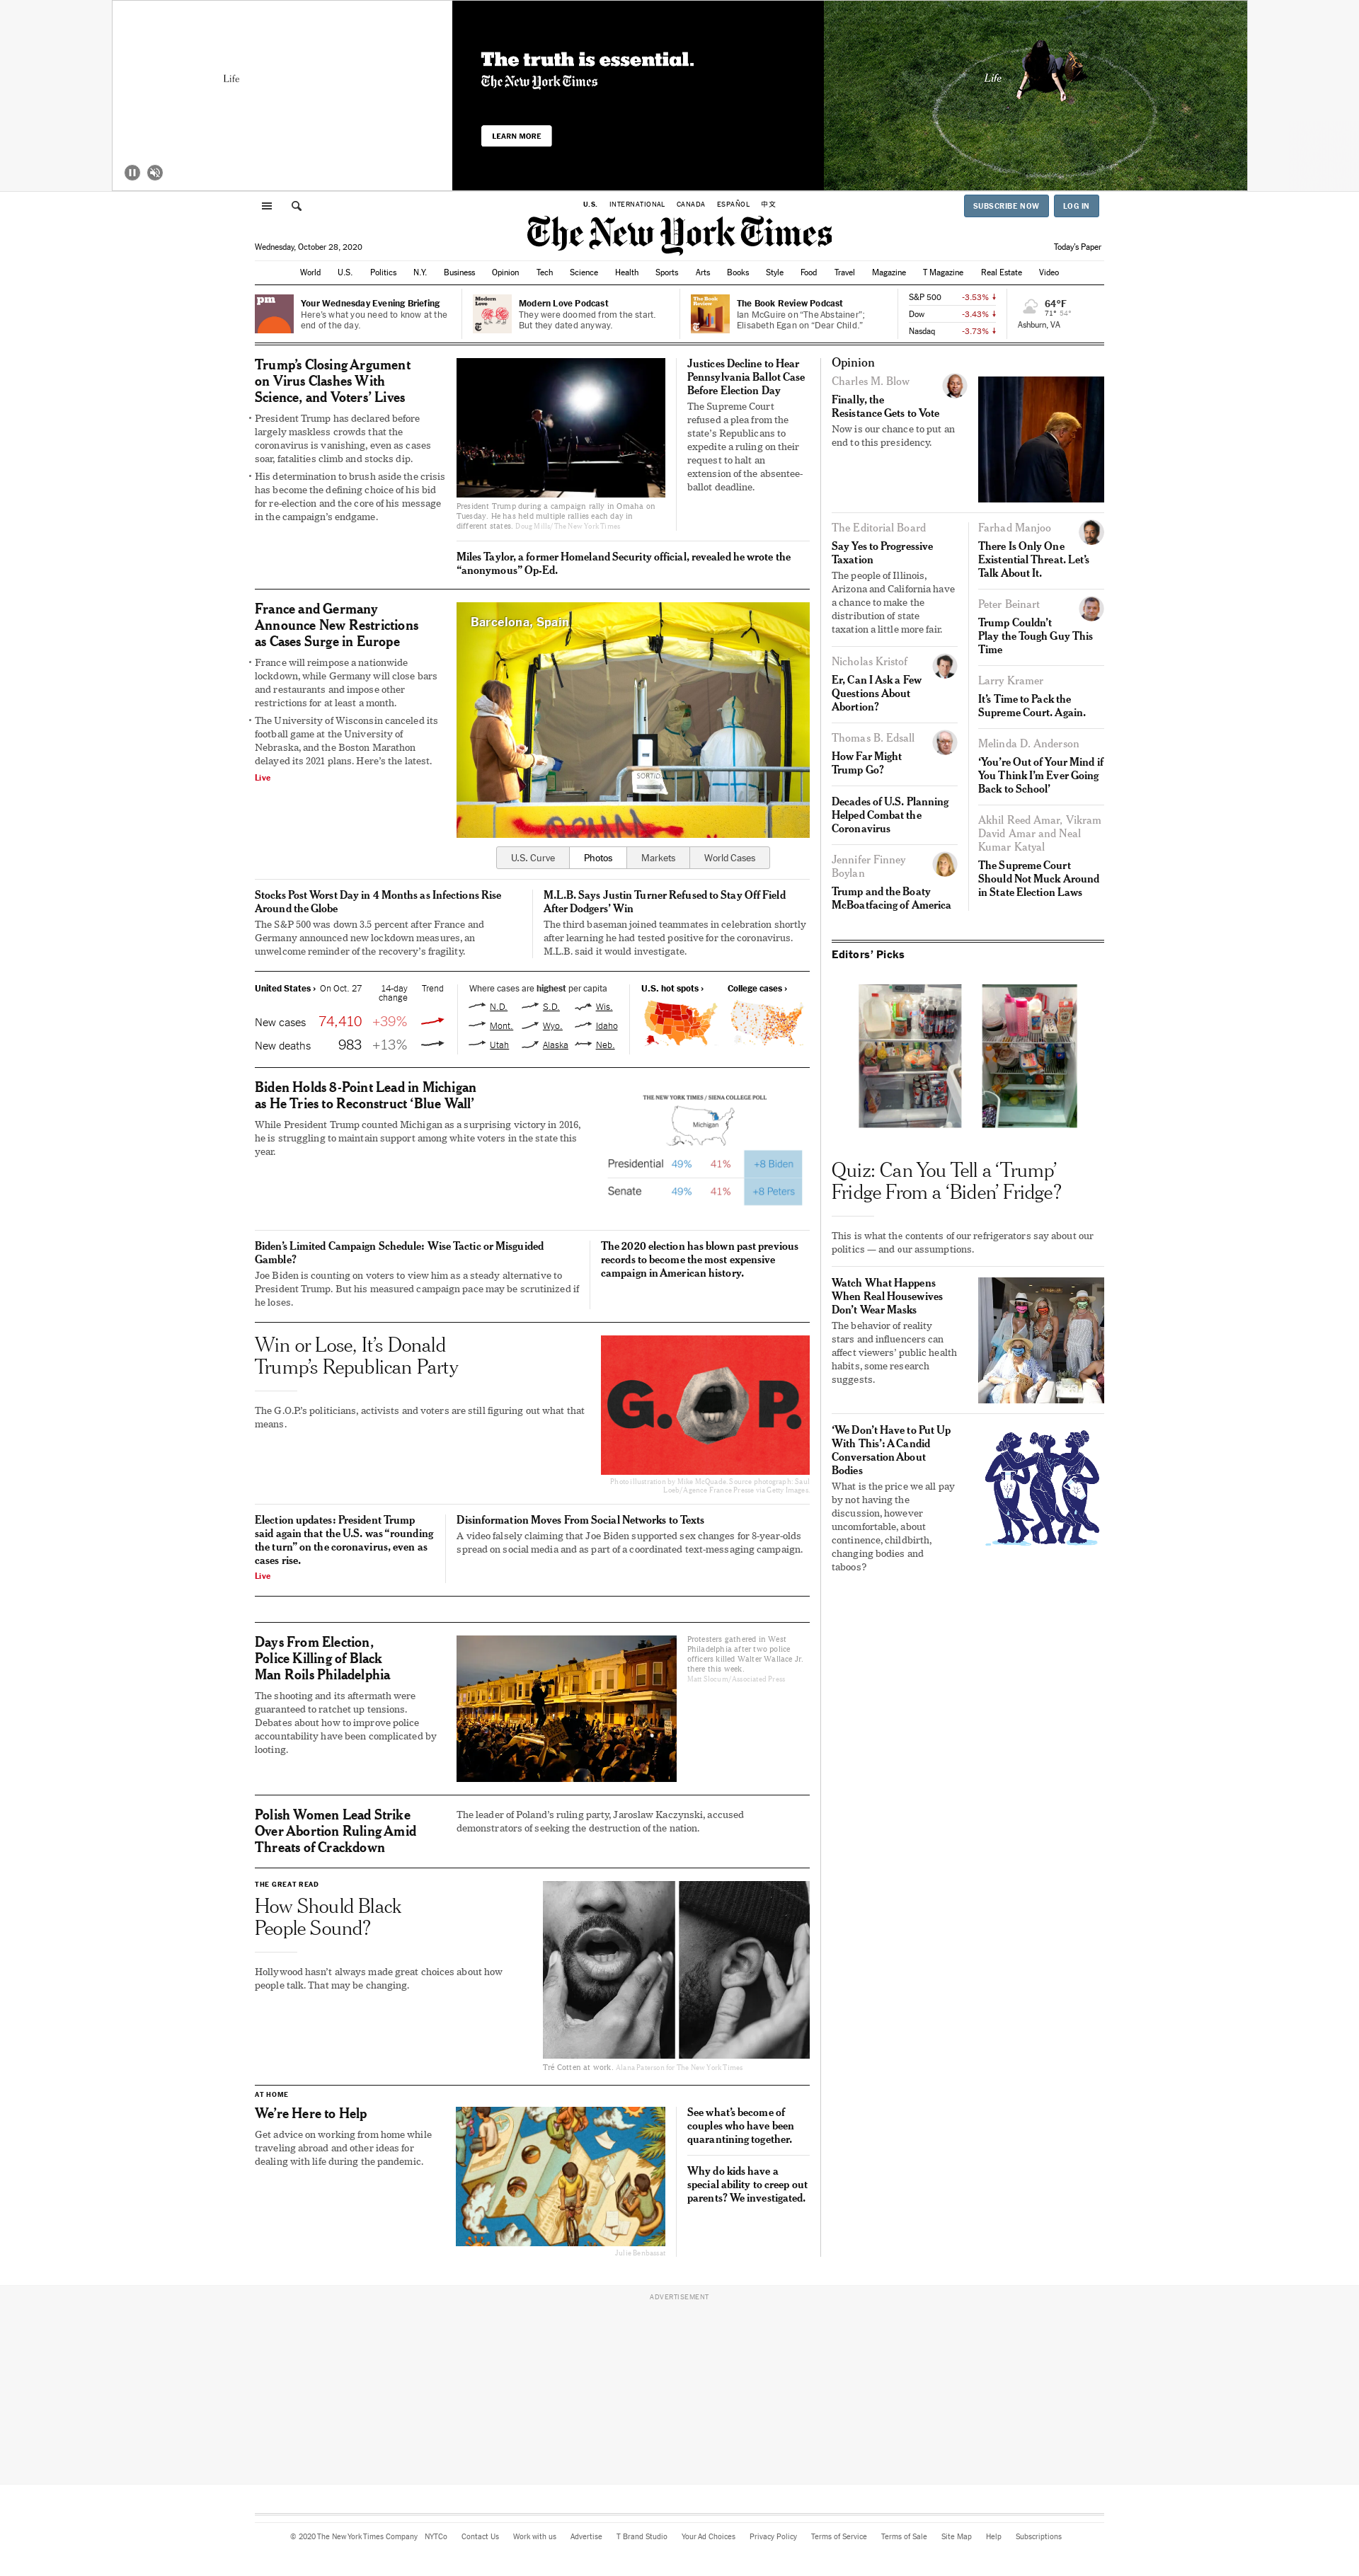 Life
The truth is essential.
The New York Times
LEARN MORE
Life
U.S. INTERNATIONAL CANADA ESPAÑOL 中文
SUBSCRIBE NOW LOG IN
The New York Times
Wednesday, October 28, 2020
Today's Paper
World U.S. Politics N.Y. Business Opinion Tech Science Health Sports Arts Books Style Food Travel Magazine T Magazine Real Estate Video
pm
Your Wednesday Evening Briefing
Here's what you need to know at the
end of the day.
Modern
Love
Modern Love Podcast
They were doomed from the start.
But they dated anyway.
The Book
Review
The Book Review Podcast
Ian McGuire on “The Abstainer”;
Elisabeth Egan on “Dear Child.”
S&P 500 -3.53%
Dow -3.43%
Nasdaq -3.73%
64°F
71° 54°
Ashburn, VA
Trump’s Closing Argument
on Virus Clashes With
Science, and Voters’ Lives
• President Trump has declared before
largely maskless crowds that the
coronavirus is vanishing, even as cases
soar, fatalities climb and stocks dip.
• His determination to brush aside the crisis
has become the defining choice of his bid
for re-election and the core of his message
in the campaign’s endgame.
President Trump during a campaign rally in Omaha on
Tuesday. He has held multiple rallies each day in
different states. Doug Mills/The New York Times
Justices Decline to Hear
Pennsylvania Ballot Case
Before Election Day
The Supreme Court
refused a plea from the
state’s Republicans to
expedite a ruling on their
request to halt an
extension of the absentee-
ballot deadline.
Miles Taylor, a former Homeland Security official, revealed he wrote the
“anonymous” Op-Ed.
France and Germany
Announce New Restrictions
as Cases Surge in Europe
• France will reimpose a nationwide
lockdown, while Germany will close bars
and restaurants and impose other
restrictions for at least a month.
• The University of Wisconsin canceled its
football game at the University of
Nebraska, and the Boston Marathon
delayed its 2021 plans. Here’s the latest.
Live
Barcelona, Spain
SORTID
U.S. Curve Photos Markets World Cases
Stocks Post Worst Day in 4 Months as Infections Rise
Around the Globe
The S&P 500 was down 3.5 percent after France and
Germany announced new lockdown measures, an
unwelcome reminder of the recovery’s fragility.
M.L.B. Says Justin Turner Refused to Stay Off Field
After Dodgers’ Win
The third baseman joined teammates in celebration shortly
after learning he had tested positive for the coronavirus.
M.L.B. said it would investigate.
United States › On Oct. 27 14-day
change Trend
New cases 74,410 +39%
New deaths 983 +13%
Where cases are highest per capita
N.D. S.D. Wis.
Mont. Wyo. Idaho
Utah Alaska Neb.
U.S. hot spots › College cases ›
Biden Holds 8-Point Lead in Michigan
as He Tries to Reconstruct ‘Blue Wall’
While President Trump counted Michigan as a surprising victory in 2016,
he is struggling to maintain support among white voters in the state this
year.
THE NEW YORK TIMES / SIENA COLLEGE POLL
Michigan
Presidential 49% 41% +8 Biden
Senate 49% 41% +8 Peters
Biden’s Limited Campaign Schedule: Wise Tactic or Misguided
Gamble?
Joe Biden is counting on voters to view him as a steady alternative to
President Trump. But his measured campaign pace may be scrutinized if
he loses.
The 2020 election has blown past previous
records to become the most expensive
campaign in American history.
Win or Lose, It’s Donald
Trump’s Republican Party
The G.O.P.’s politicians, activists and voters are still figuring out what that
means.
G.O.P.
Photo illustration by Mike McQuade. Source photograph: Saul
Loeb/Agence France Presse via Getty Images.
Election updates: President Trump
said again that the U.S. was “rounding
the turn” on the coronavirus, even as
cases rise.
Live
Disinformation Moves From Social Networks to Texts
A video falsely claiming that Joe Biden supported sex changes for 8-year-olds
spread on social media and as part of a coordinated text-messaging campaign.
Days From Election,
Police Killing of Black
Man Roils Philadelphia
The shooting and its aftermath were
guaranteed to ratchet up tensions.
Debates about how to improve police
accountability have been complicated by
looting.
Protesters gathered in West
Philadelphia after two police
officers killed Walter Wallace Jr.
there this week.
Matt Slocum/Associated Press
Polish Women Lead Strike
Over Abortion Ruling Amid
Threats of Crackdown
The leader of Poland’s ruling party, Jaroslaw Kaczynski, accused
demonstrators of seeking the destruction of the nation.
THE GREAT READ
How Should Black
People Sound?
Hollywood hasn’t always made great choices about how
people talk. That may be changing.
Tré Cotten at work. Alana Paterson for The New York Times
AT HOME
We’re Here to Help
Get advice on working from home while
traveling abroad and other ideas for
dealing with life during the pandemic.
Julie Benbassat
See what’s become of
couples who have been
quarantining together.
Why do kids have a
special ability to creep out
parents? We investigated.
Opinion
Charles M. Blow
Finally, the
Resistance Gets to Vote
Now is our chance to put an
end to this presidency.
The Editorial Board
Say Yes to Progressive
Taxation
The people of Illinois,
Arizona and California have
a chance to make the
distribution of state
taxation a little more fair.
Nicholas Kristof
Er, Can I Ask a Few
Questions About
Abortion?
Thomas B. Edsall
How Far Might
Trump Go?
Decades of U.S. Planning
Helped Combat the
Coronavirus
Jennifer Finney
Boylan
Trump and the Boaty
McBoatfacing of America
Farhad Manjoo
There Is Only One
Existential Threat. Let’s
Talk About It.
Peter Beinart
Trump Couldn’t
Play the Tough Guy This
Time
Larry Kramer
It’s Time to Pack the
Supreme Court. Again.
Melinda D. Anderson
‘You’re Out of Your Mind if
You Think I’m Ever Going
Back to School’
Akhil Reed Amar, Vikram
David Amar and Neal
Kumar Katyal
The Supreme Court
Should Not Muck Around
in State Election Laws
Editors’ Picks
Quiz: Can You Tell a ‘Trump’
Fridge From a ‘Biden’ Fridge?
This is what the contents of our refrigerators say about our
politics — and our assumptions.
Watch What Happens
When Real Housewives
Don’t Wear Masks
The behavior of reality
stars and influencers can
affect viewers’ public health
habits, some research
suggests.
‘We Don’t Have to Put Up
With This’: A Candid
Conversation About
Bodies
What is the price we all pay
by not having the
discussion, however
uncomfortable, about
continence, childbirth,
changing bodies and
taboos?
ADVERTISEMENT
© 2020 The New York Times Company NYTCo Contact Us Work with us Advertise T Brand Studio Your Ad Choices Privacy Policy Terms of Service Terms of Sale Site Map Help Subscriptions